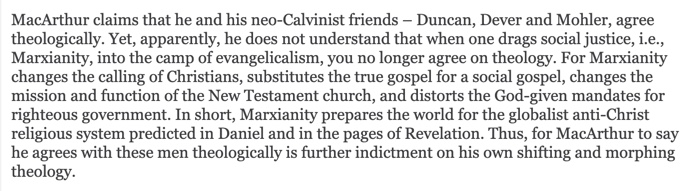 MacArthur claims that he and his neo-Calvinist friends – Duncan, Dever and Mohler, agree
theologically. Yet, apparently, he does not understand that when one drags social justice, i.e.,
Marxianity, into the camp of evangelicalism, you no longer agree on theology. For Marxianity
changes the calling of Christians, substitutes the true gospel for a social gospel, changes the
mission and function of the New Testament church, and distorts the God-given mandates for
righteous government. In short, Marxianity prepares the world for the globalist anti-Christ
religious system predicted in Daniel and in the pages of Revelation. Thus, for MacArthur to say
he agrees with these men theologically is further indictment on his own shifting and morphing
theology.